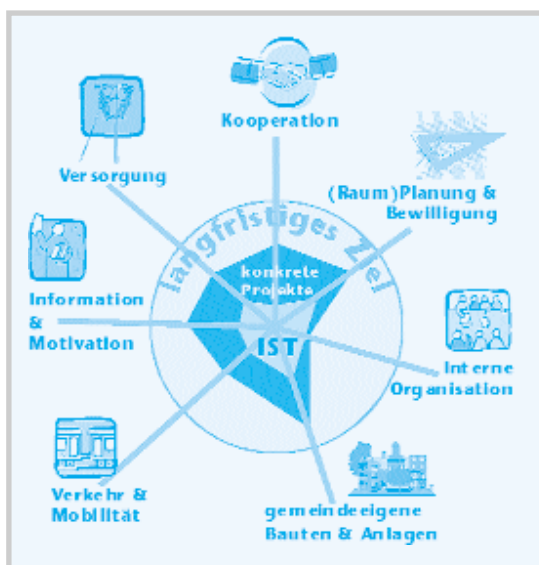 Kooperation
Versorgung
(Raum)Planung &
Bewilligung
langfristiges Ziel
konkrete
Projekte
Information
&
Motivation
IST
Interne
Organisation
Verkehr &
Mobilität
gemeindeeigene
Bauten & Anlagen